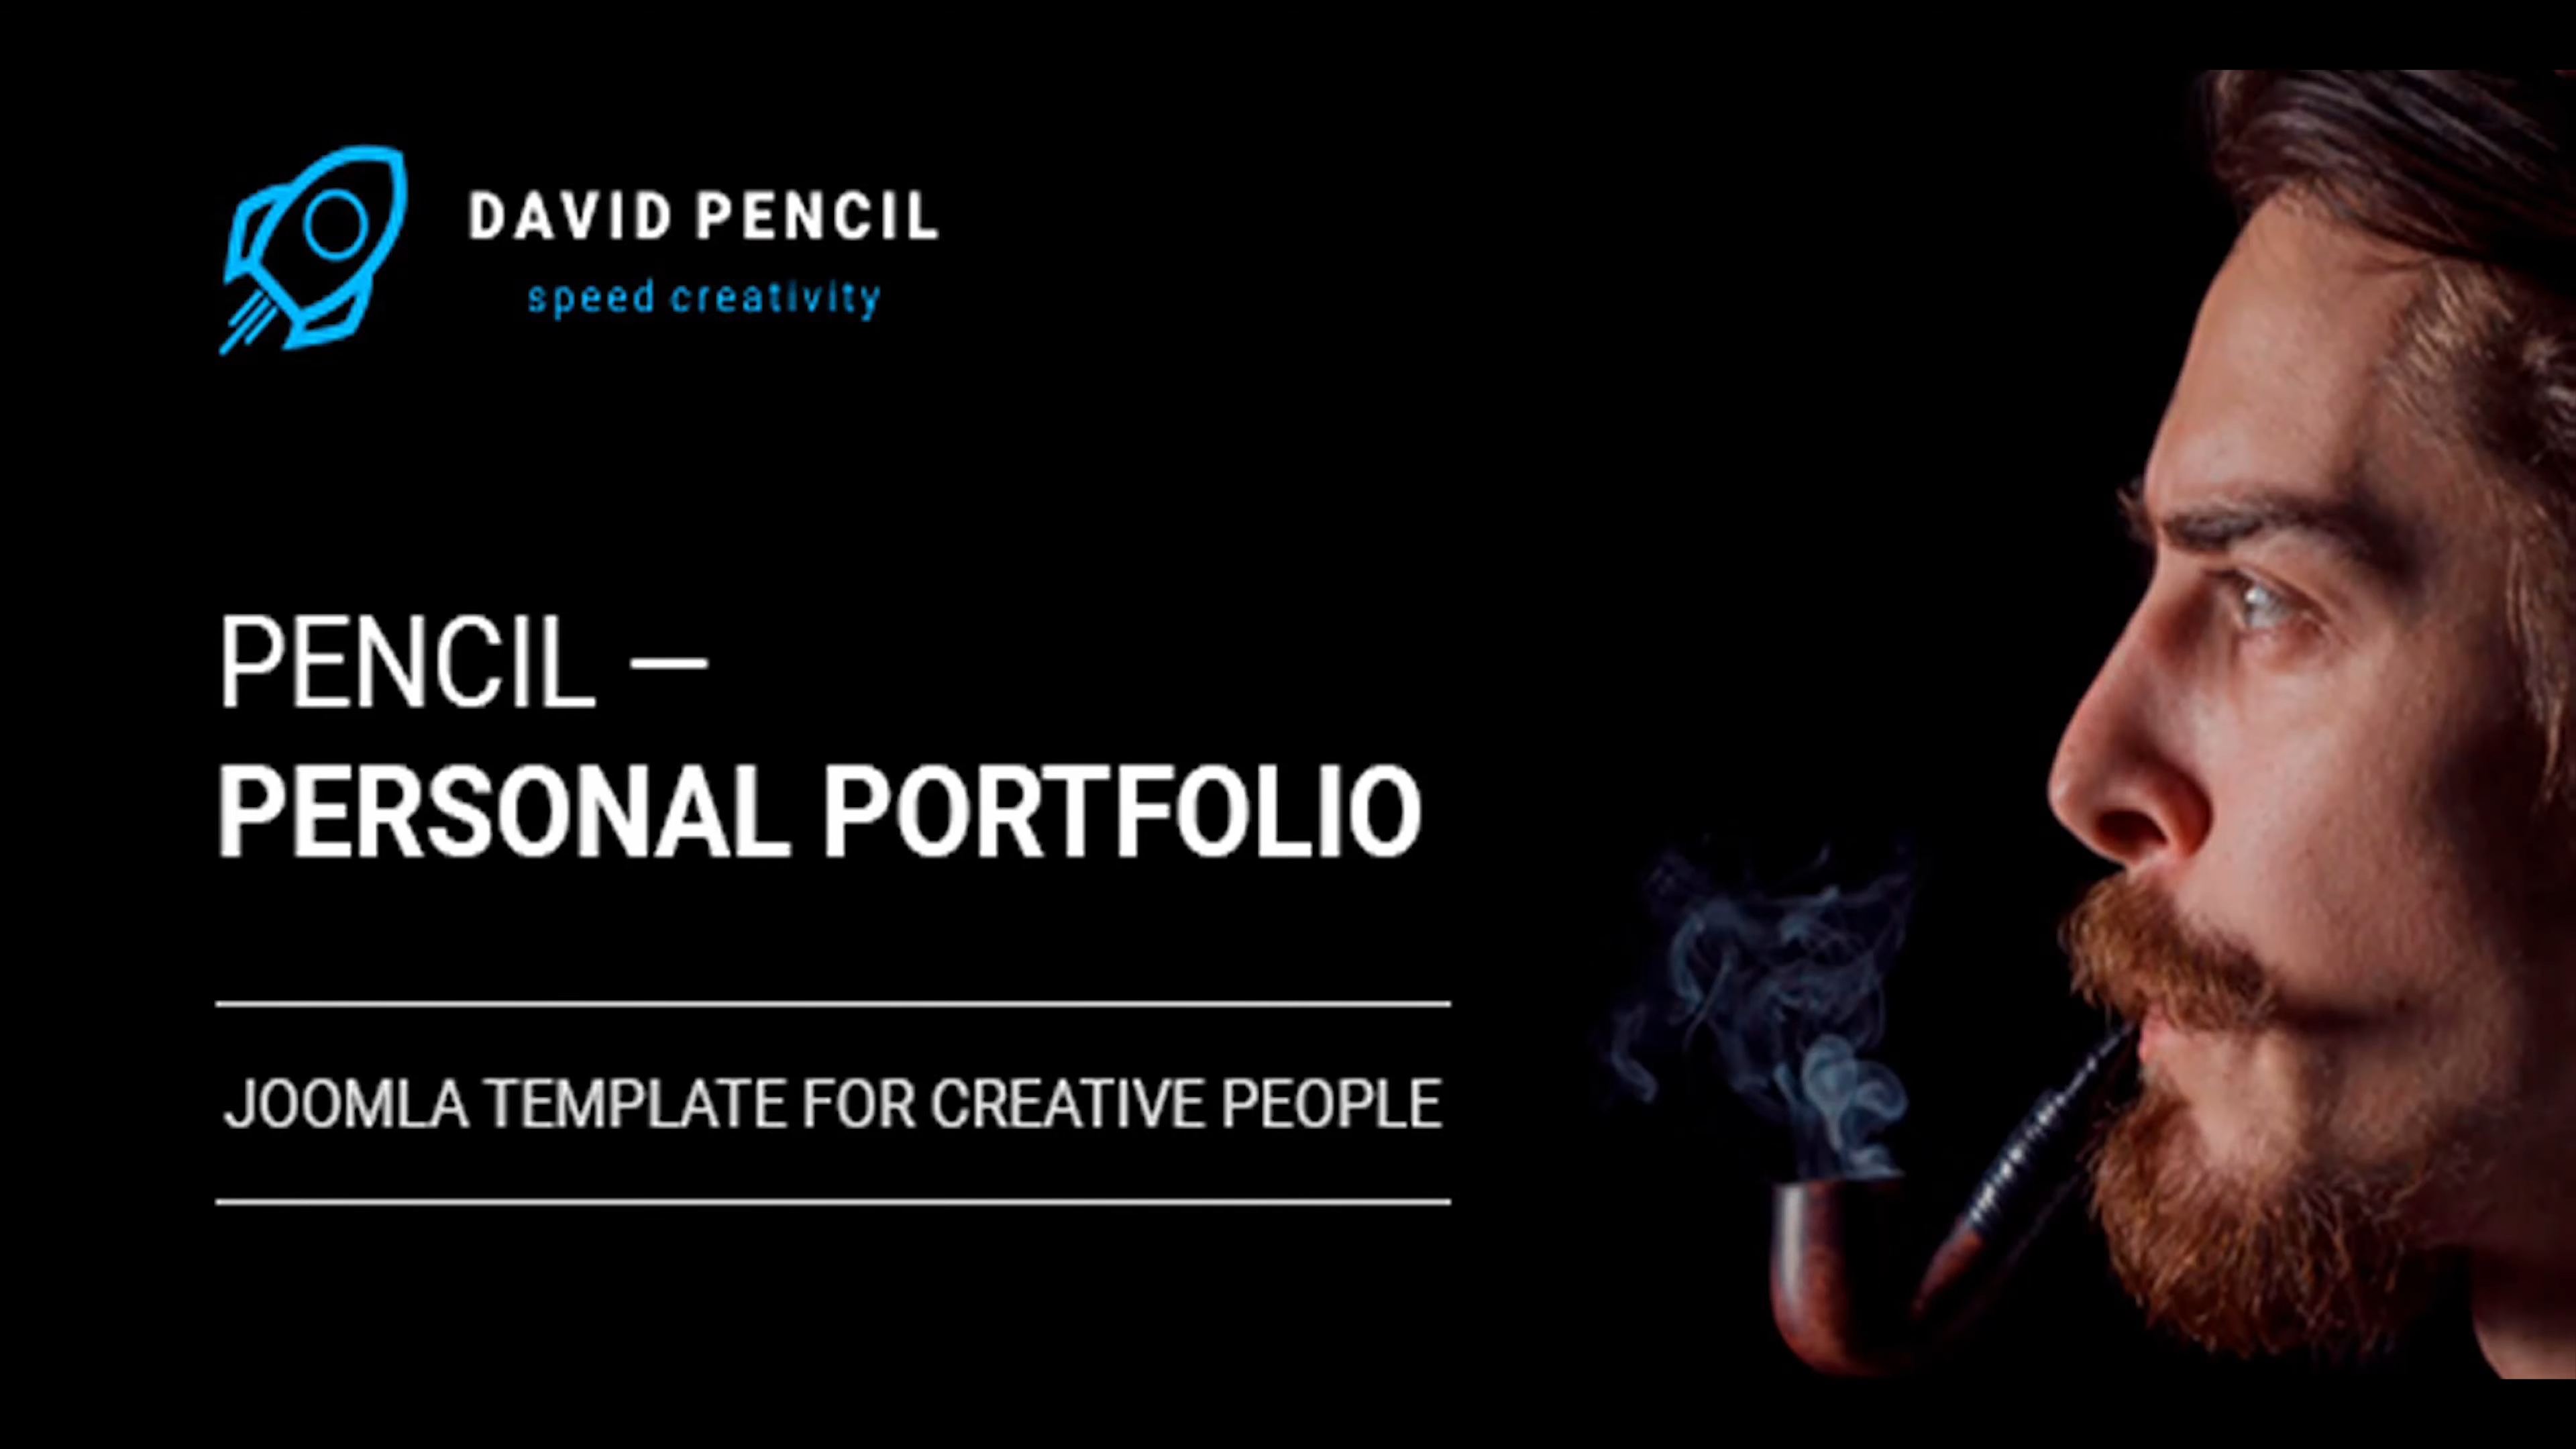 DAVID PENCIL
speed creativity
PENCIL —
PERSONAL PORTFOLIO
JOOMLA TEMPLATE FOR CREATIVE PEOPLE